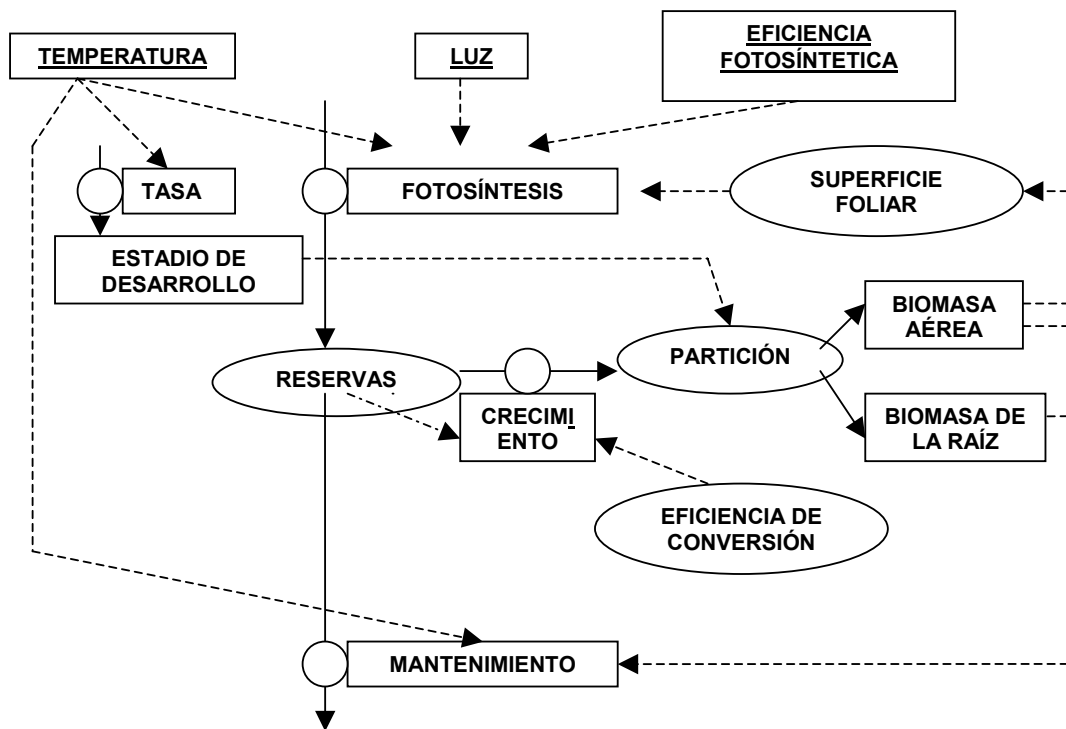 TEMPERATURA
LUZ
EFICIENCIA
FOTOSÍNTETICA
TASA
FOTOSÍNTESIS
SUPERFICIE
FOLIAR
ESTADIO DE
DESARROLLO
BIOMASA
AÉREA
PARTICIÓN
RESERVAS
CRECIMI
ENTO
BIOMASA DE
LA RAÍZ
EFICIENCIA DE
CONVERSIÓN
MANTENIMIENTO